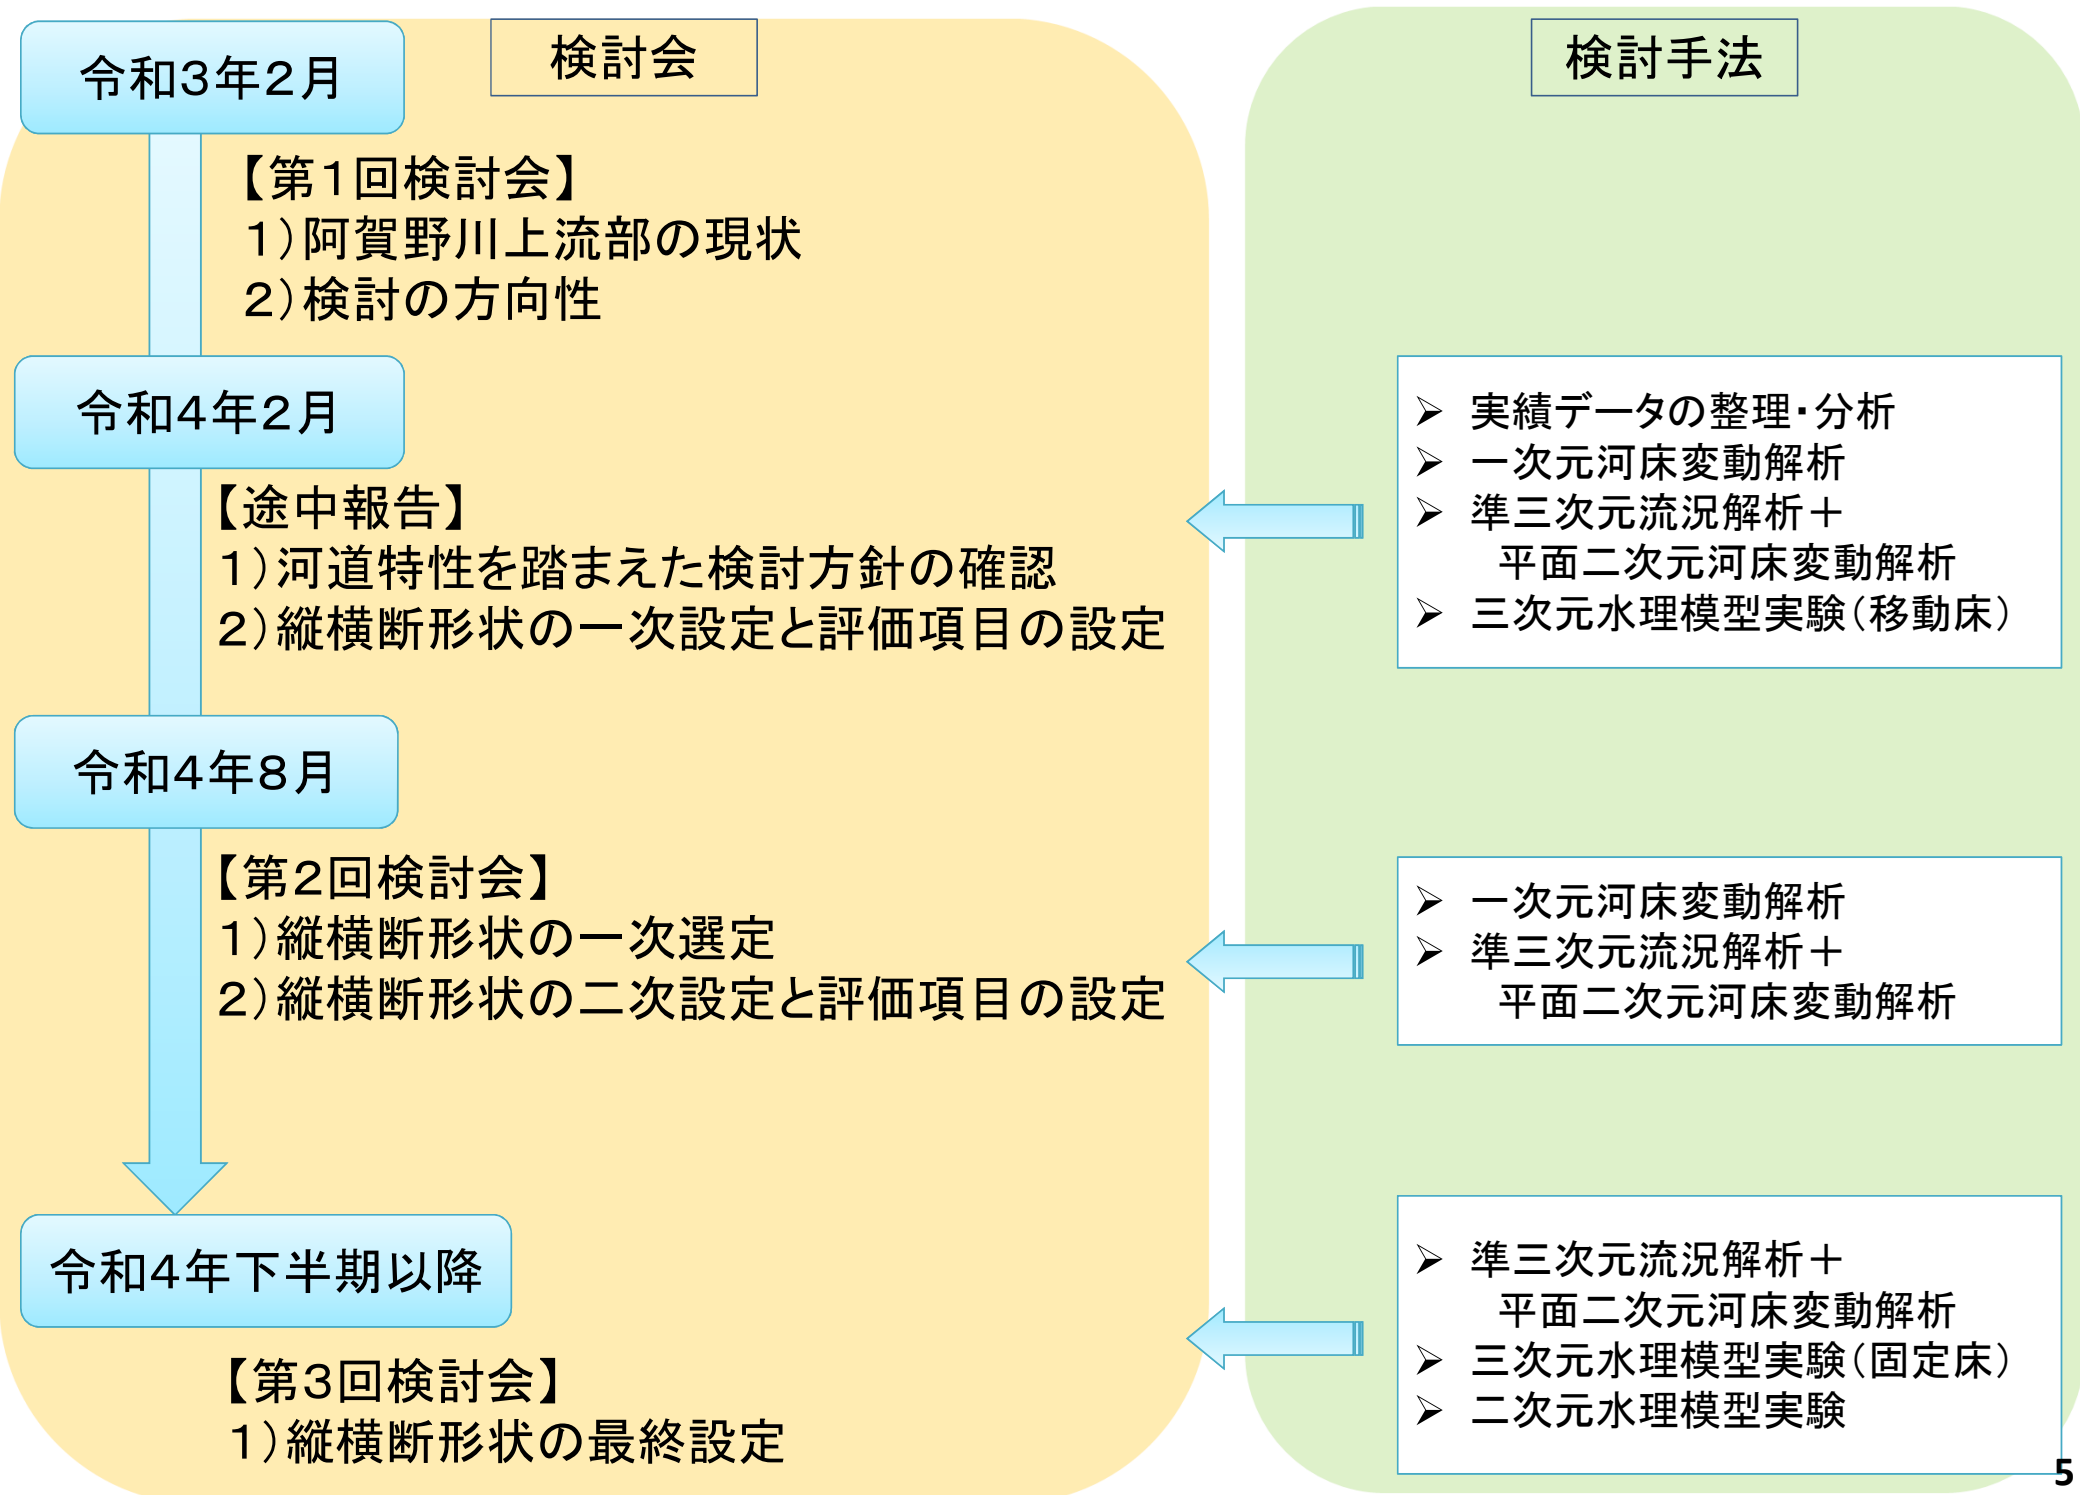 検討会
令和3年2月
【第1回検討会】
1)阿賀野川上流部の現状
2)検討の方向性
令和4年2月
【途中報告】
1)河道特性を踏まえた検討方針の確認
2)縦横断形状の一次設定と評価項目の設定
令和4年8月
【第2回検討会】
1)縦横断形状の一次選定
2)縦横断形状の二次設定と評価項目の設定
令和4年下半期以降
【第3回検討会】
1)縦横断形状の最終設定
検討手法
➢ 実績データの整理・分析
➢ 一次元河床変動解析
➢ 準三次元流況解析＋
平面二次元河床変動解析
➢ 三次元水理模型実験(移動床)
➢ 一次元河床変動解析
➢ 準三次元流況解析＋
平面二次元河床変動解析
➢ 準三次元流況解析＋
平面二次元河床変動解析
➢ 三次元水理模型実験(固定床)
➢ 二次元水理模型実験
5